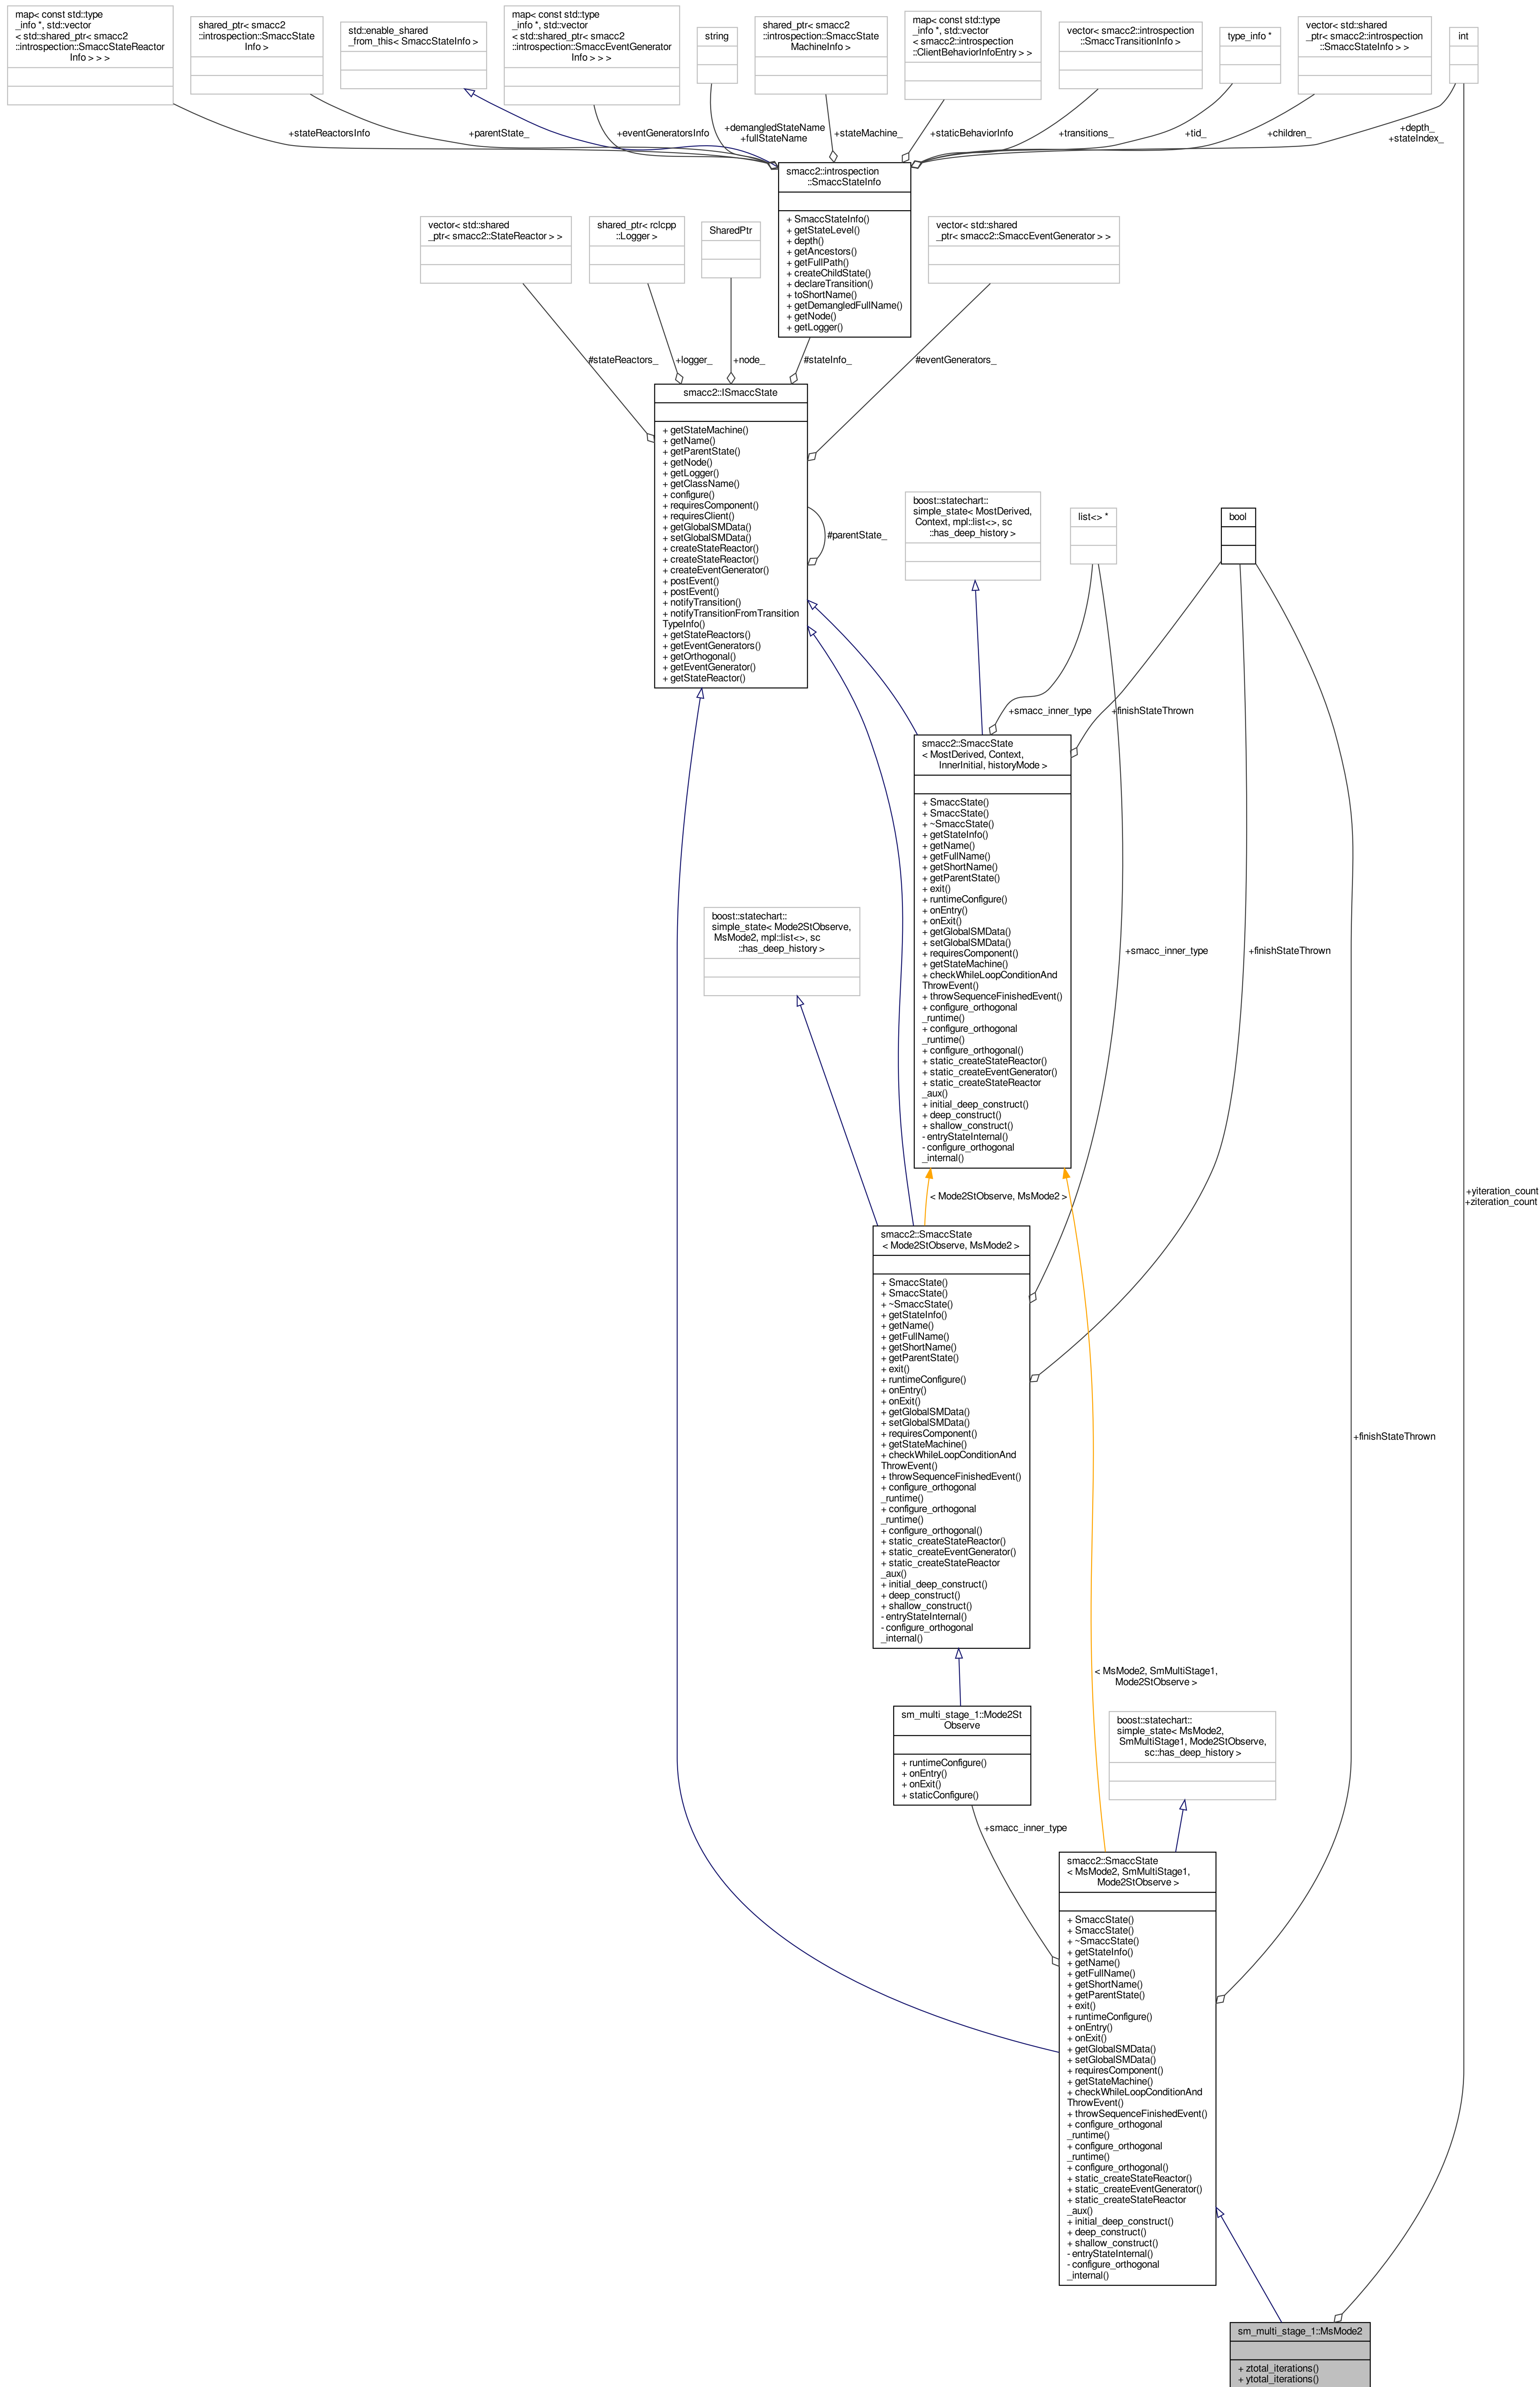 map< const std::type
_info *, std::vector
< std::shared_ptr< smacc2
::introspection::SmaccStateReactor
Info > > >
shared_ptr< smacc2
::introspection::SmaccState
Info >
std::enable_shared
_from_this< SmaccStateInfo >
map< const std::type
_info *, std::vector
< std::shared_ptr< smacc2
::introspection::SmaccEventGenerator
Info > > >
string
shared_ptr< smacc2
::introspection::SmaccState
MachineInfo >
map< const std::type
_info *, std::vector
< smacc2::introspection
::ClientBehaviorInfoEntry > >
vector< smacc2::introspection
::SmaccTransitionInfo >
type_info *
vector< std::shared
_ptr< smacc2::introspection
::SmaccStateInfo > >
int
+stateReactorsInfo
+parentState_
+eventGeneratorsInfo
+demangledStateName
+fullStateName
+stateMachine_
+staticBehaviorInfo
+transitions_
+tid_
+children_
+depth_
+stateIndex_
smacc2::introspection
::SmaccStateInfo
+ SmaccStateInfo()
+ getStateLevel()
+ depth()
+ getAncestors()
+ getFullPath()
+ createChildState()
+ declareTransition()
+ toShortName()
+ getDemangledFullName()
+ getNode()
+ getLogger()
vector< std::shared
_ptr< smacc2::StateReactor > >
shared_ptr< rclcpp
::Logger >
SharedPtr
vector< std::shared
_ptr< smacc2::SmaccEventGenerator > >
#stateReactors_
+logger_
+node_
#stateInfo_
#eventGenerators_
smacc2::ISmaccState
+ getStateMachine()
+ getName()
+ getParentState()
+ getNode()
+ getLogger()
+ getClassName()
+ configure()
+ requiresComponent()
+ requiresClient()
+ getGlobalSMData()
+ setGlobalSMData()
+ createStateReactor()
+ createStateReactor()
+ createEventGenerator()
+ postEvent()
+ postEvent()
+ notifyTransition()
+ notifyTransitionFromTransition
TypeInfo()
+ getStateReactors()
+ getEventGenerators()
+ getOrthogonal()
+ getEventGenerator()
+ getStateReactor()
#parentState_
boost::statechart::
simple_state< MostDerived,
Context, mpl::list<>, sc
::has_deep_history >
list<> *
bool
+smacc_inner_type
+finishStateThrown
smacc2::SmaccState
< MostDerived, Context,
InnerInitial, historyMode >
+ SmaccState()
+ SmaccState()
+ ~SmaccState()
+ getStateInfo()
+ getName()
+ getFullName()
+ getShortName()
+ getParentState()
+ exit()
+ runtimeConfigure()
+ onEntry()
+ onExit()
+ getGlobalSMData()
+ setGlobalSMData()
+ requiresComponent()
+ getStateMachine()
+ checkWhileLoopConditionAnd
ThrowEvent()
+ throwSequenceFinishedEvent()
+ configure_orthogonal
_runtime()
+ configure_orthogonal
_runtime()
+ configure_orthogonal()
+ static_createStateReactor()
+ static_createEventGenerator()
+ static_createStateReactor
_aux()
+ initial_deep_construct()
+ deep_construct()
+ shallow_construct()
- entryStateInternal()
- configure_orthogonal
_internal()
boost::statechart::
simple_state< Mode2StObserve,
MsMode2, mpl::list<>, sc
::has_deep_history >
+smacc_inner_type
+finishStateThrown
< Mode2StObserve, MsMode2 >
+yiteration_count
+ziteration_count
smacc2::SmaccState
< Mode2StObserve, MsMode2 >
+ SmaccState()
+ SmaccState()
+ ~SmaccState()
+ getStateInfo()
+ getName()
+ getFullName()
+ getShortName()
+ getParentState()
+ exit()
+ runtimeConfigure()
+ onEntry()
+ onExit()
+ getGlobalSMData()
+ setGlobalSMData()
+ requiresComponent()
+ getStateMachine()
+ checkWhileLoopConditionAnd
ThrowEvent()
+ throwSequenceFinishedEvent()
+ configure_orthogonal
_runtime()
+ configure_orthogonal
_runtime()
+ configure_orthogonal()
+ static_createStateReactor()
+ static_createEventGenerator()
+ static_createStateReactor
_aux()
+ initial_deep_construct()
+ deep_construct()
+ shallow_construct()
- entryStateInternal()
- configure_orthogonal
_internal()
+finishStateThrown
< MsMode2, SmMultiStage1,
Mode2StObserve >
sm_multi_stage_1::Mode2St
Observe
+ runtimeConfigure()
+ onEntry()
+ onExit()
+ staticConfigure()
boost::statechart::
simple_state< MsMode2,
SmMultiStage1, Mode2StObserve,
sc::has_deep_history >
+smacc_inner_type
smacc2::SmaccState
< MsMode2, SmMultiStage1,
Mode2StObserve >
+ SmaccState()
+ SmaccState()
+ ~SmaccState()
+ getStateInfo()
+ getName()
+ getFullName()
+ getShortName()
+ getParentState()
+ exit()
+ runtimeConfigure()
+ onEntry()
+ onExit()
+ getGlobalSMData()
+ setGlobalSMData()
+ requiresComponent()
+ getStateMachine()
+ checkWhileLoopConditionAnd
ThrowEvent()
+ throwSequenceFinishedEvent()
+ configure_orthogonal
_runtime()
+ configure_orthogonal
_runtime()
+ configure_orthogonal()
+ static_createStateReactor()
+ static_createEventGenerator()
+ static_createStateReactor
_aux()
+ initial_deep_construct()
+ deep_construct()
+ shallow_construct()
- entryStateInternal()
- configure_orthogonal
_internal()
sm_multi_stage_1::MsMode2
+ ztotal_iterations()
+ ytotal_iterations()